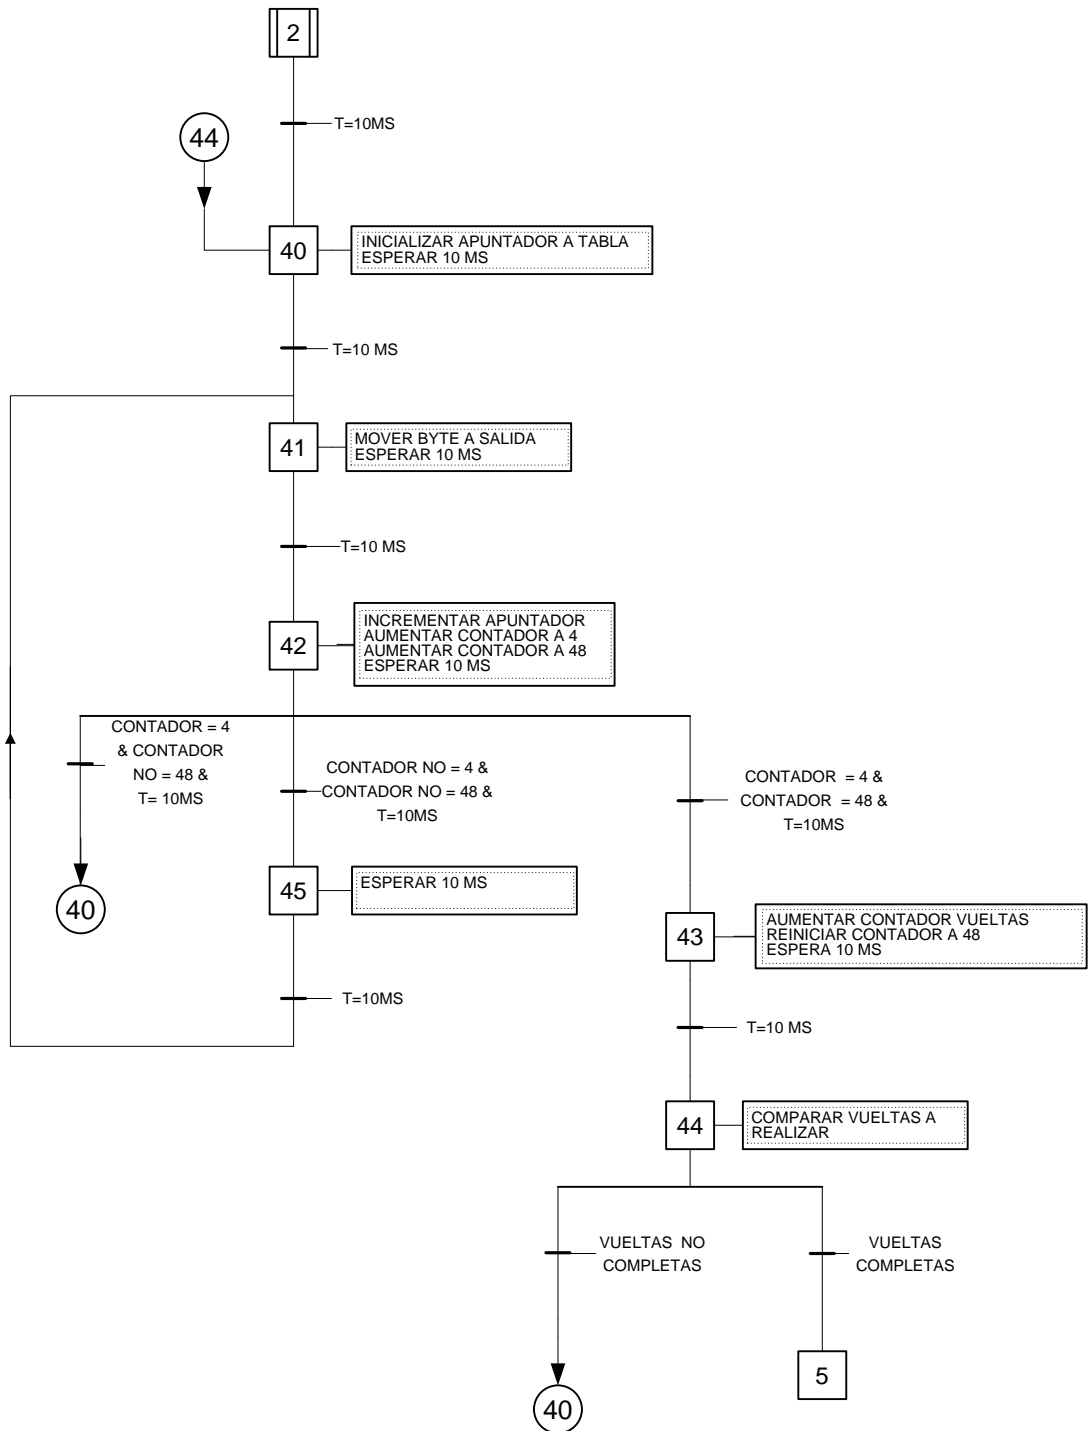 2
T=10MS
44
40
INICIALIZAR APUNTADOR A TABLA
ESPERAR 10 MS
T=10 MS
41
MOVER BYTE A SALIDA
ESPERAR 10 MS
T=10 MS
42
INCREMENTAR APUNTADOR
AUMENTAR CONTADOR A 4
AUMENTAR CONTADOR A 48
ESPERAR 10 MS
CONTADOR = 4
& CONTADOR
NO = 48 &
T= 10MS
CONTADOR NO = 4 &
CONTADOR NO = 48 &
T=10MS
CONTADOR = 4 &
CONTADOR = 48 &
T=10MS
40
45
ESPERAR 10 MS
43
AUMENTAR CONTADOR VUELTAS
REINICIAR CONTADOR A 48
ESPERA 10 MS
T=10MS
T=10 MS
44
COMPARAR VUELTAS A
REALIZAR
VUELTAS NO
COMPLETAS
VUELTAS
COMPLETAS
5
40